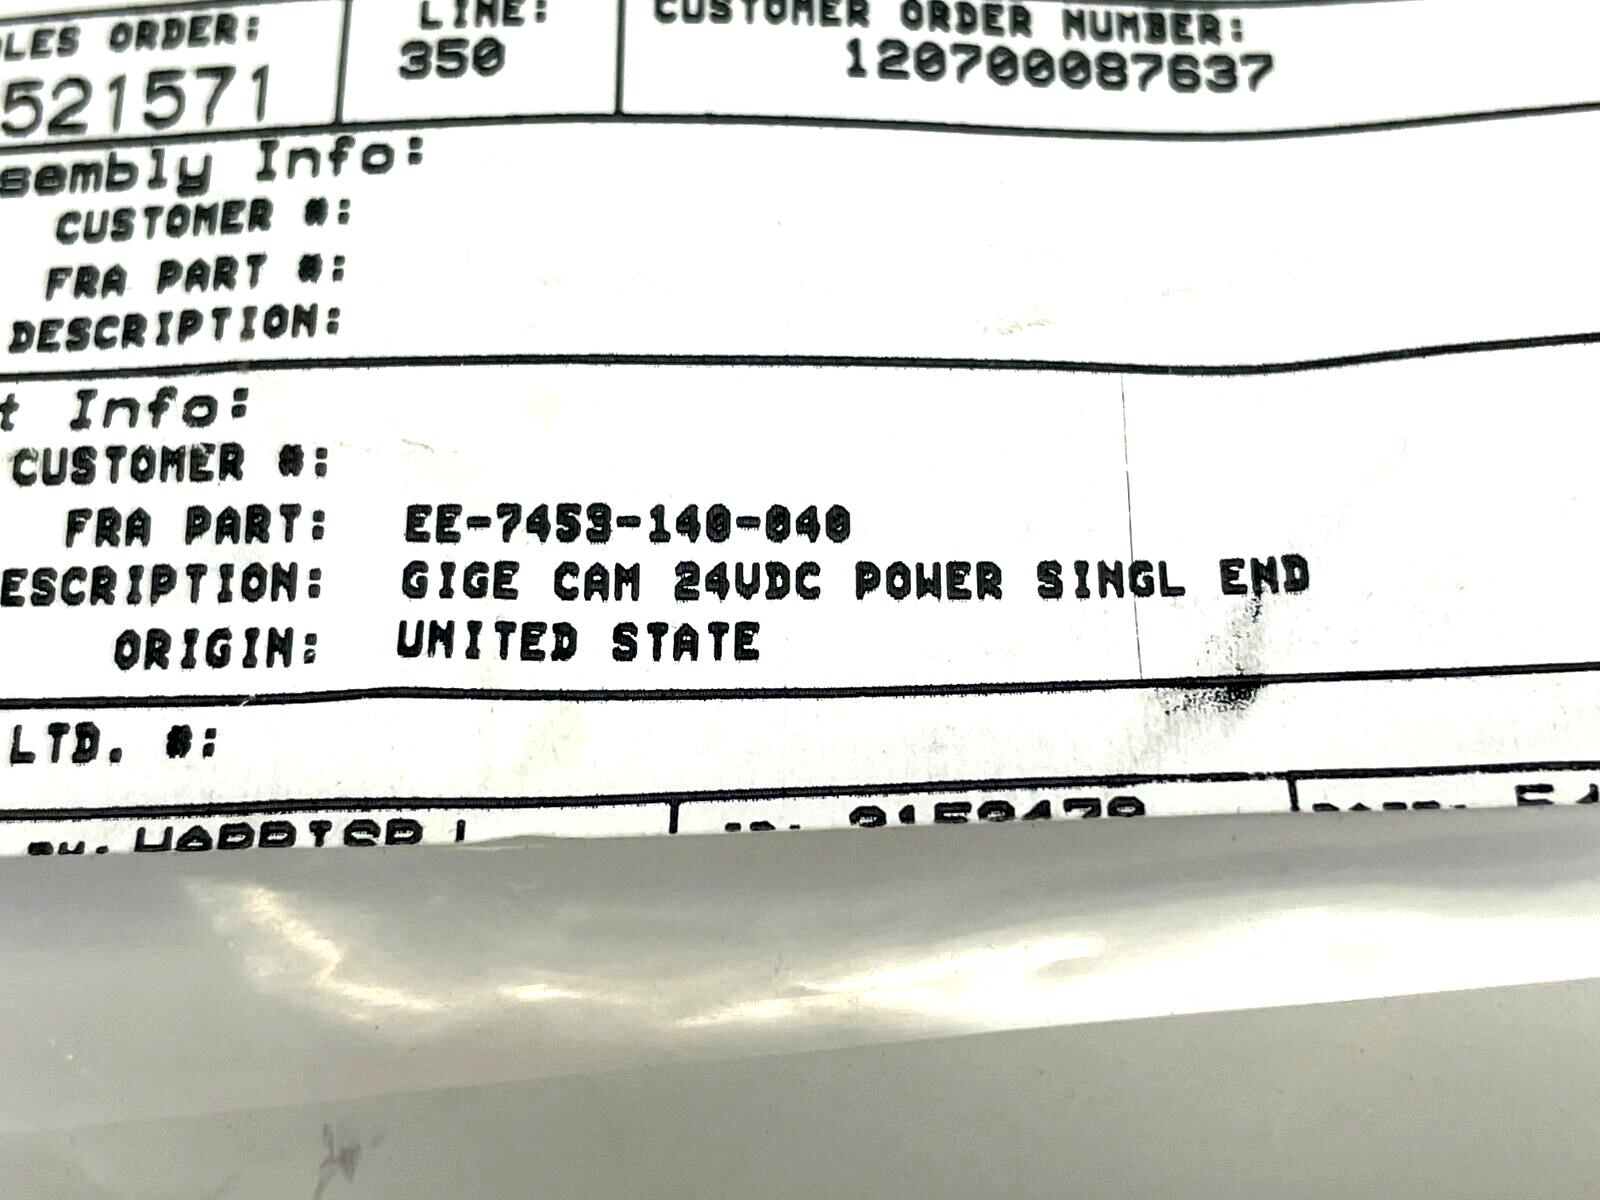 LES ORDER: LINE: CUSTOMER ORDER NUMBER:
521571 350 120700087637
sembly Info:
CUSTOMER #:
FRA PART #:
DESCRIPTION:
t Info:
CUSTOMER #:
FRA PART: EE-7453-140-040
ESCRIPTION: GIGE CAM 24VDC POWER SINGL END
ORIGIN: UNITED STATE
LTD. #: